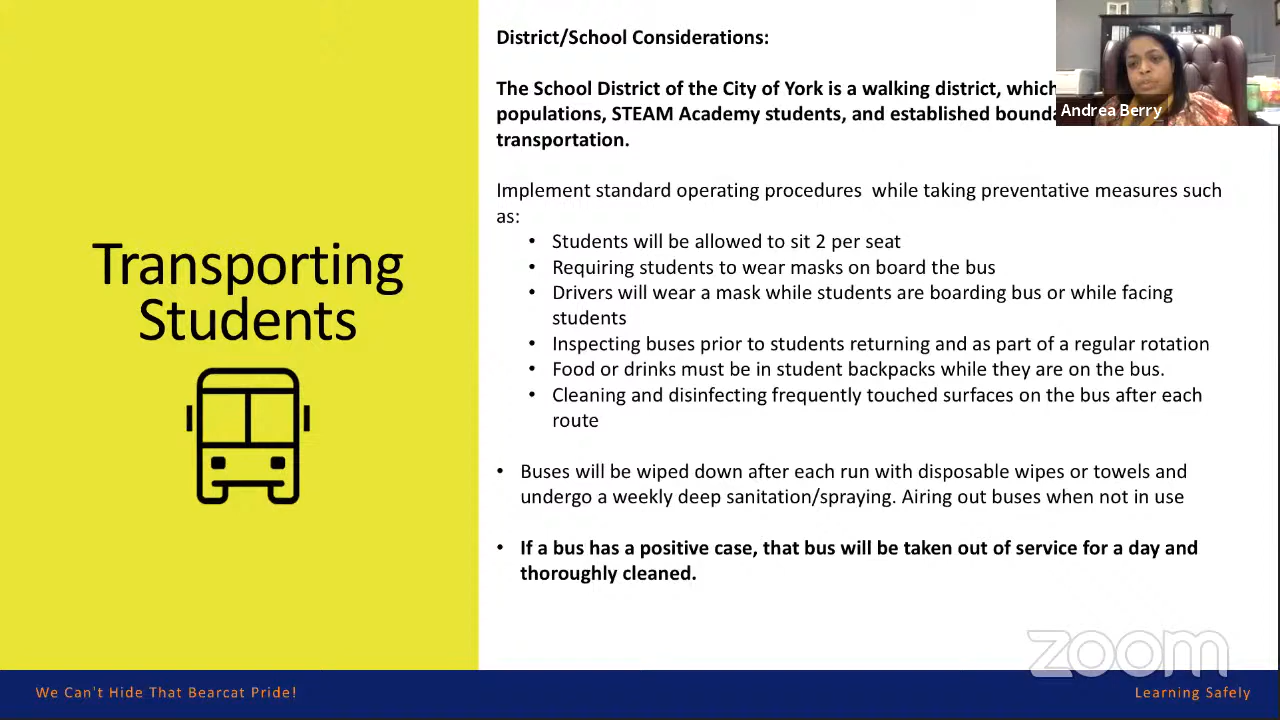 Transporting
Students
District/School Considerations:
The School District of the City of York is a walking district, which
populations, STEAM Academy students, and established
transportation.
Implement standard operating procedures while taking preventative measures such
as:
• Students will be allowed to sit 2 per seat
• Requiring students to wear masks on board the bus
• Drivers will wear a mask while students are boarding bus or while facing
students
• Inspecting buses prior to students returning and as part of a regular rotation
• Food or drinks must be in student backpacks while they are on the bus.
• Cleaning and disinfecting frequently touched surfaces on the bus after each
route
• Buses will be wiped down after each run with disposable wipes or towels and
undergo a weekly deep sanitation/spraying. Airing out buses when not in use
• If a bus has a positive case, that bus will be taken out of service for a day and
thoroughly cleaned.
Andrea Berry
zoom
We Can't Hide That Bearcat Pride!
Learning Safely